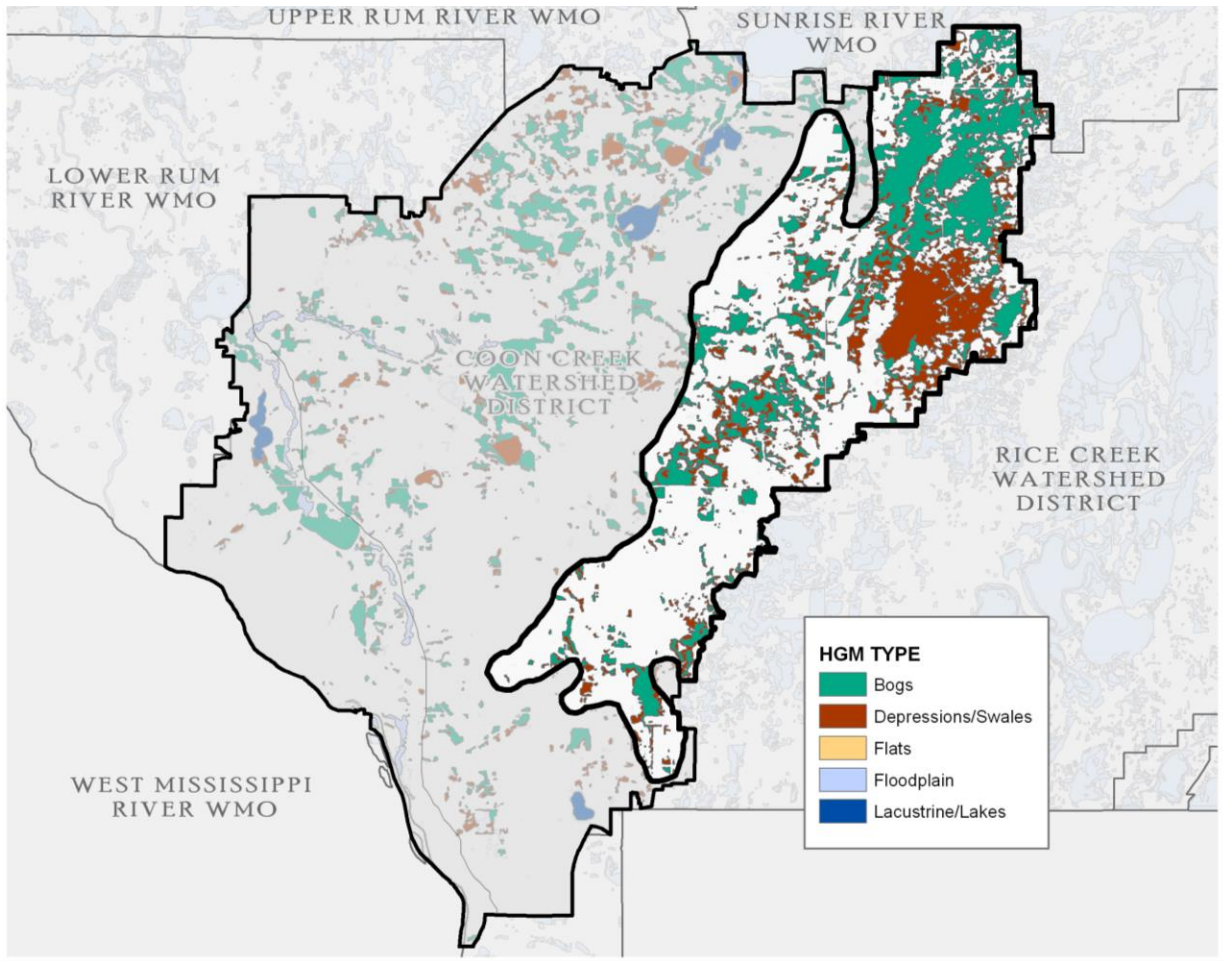 UPPER RUM RIVER WMO
SUNRISE RIVER
WMO
LOWER RUM
RIVER WMO
COON CREEK
WATERSHED
DISTRICT
RICE CREEK
WATERSHED
DISTRICT
WEST MISSISSIPPI
RIVER WMO
HGM TYPE
Bogs
Depressions/Swales
Flats
Floodplain
Lacustrine/Lakes